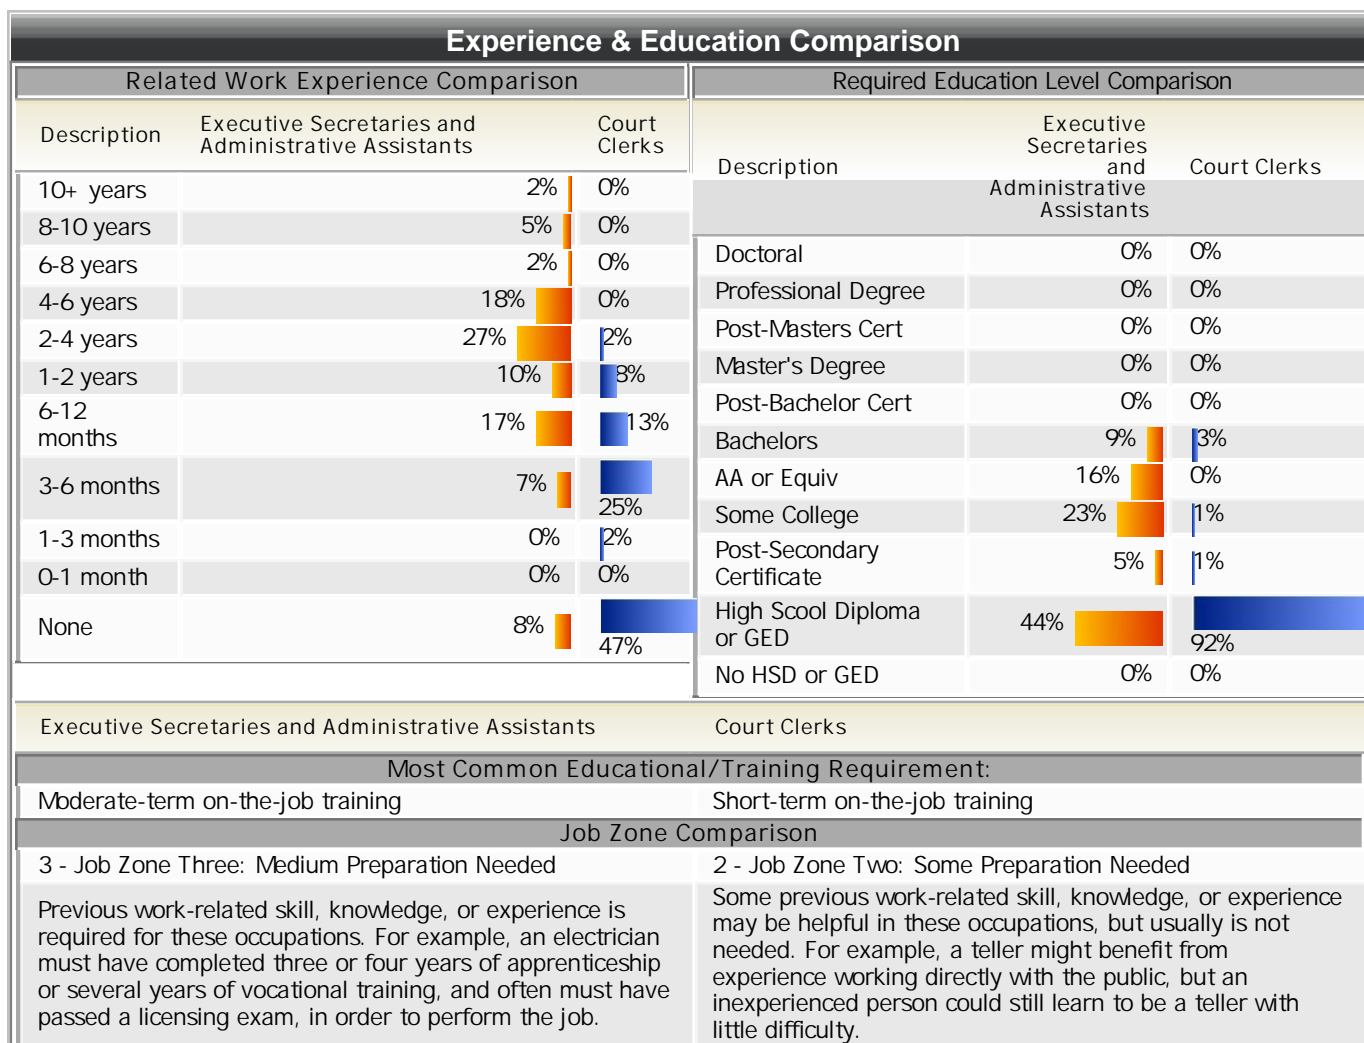 Experience & Education Comparison
Related Work Experience Comparison
Description Executive Secretaries and Administrative Assistants Court Clerks
10+ years 2% 0%
8-10 years 5% 0%
6-8 years 2% 0%
4-6 years 18% 0%
2-4 years 27% 2%
1-2 years 10% 8%
6-12 months 17% 13%
3-6 months 7% 25%
1-3 months 0% 2%
0-1 month 0% 0%
None 8% 47%
Required Education Level Comparison
Description Executive Secretaries and Administrative Assistants Court Clerks
Doctoral 0% 0%
Professional Degree 0% 0%
Post-Masters Cert 0% 0%
Master's Degree 0% 0%
Post-Bachelor Cert 0% 0%
Bachelors 9% 3%
AA or Equiv 16% 0%
Some College 23% 1%
Post-Secondary Certificate 5% 1%
High Scool Diploma or GED 44% 92%
No HSD or GED 0% 0%
Executive Secretaries and Administrative Assistants Court Clerks
Most Common Educational/Training Requirement:
Moderate-term on-the-job training Short-term on-the-job training
Job Zone Comparison
3 - Job Zone Three: Medium Preparation Needed 2 - Job Zone Two: Some Preparation Needed
Previous work-related skill, knowledge, or experience is
required for these occupations. For example, an electrician
must have completed three or four years of apprenticeship
or several years of vocational training, and often must have
passed a licensing exam, in order to perform the job.
Some previous work-related skill, knowledge, or experience
may be helpful in these occupations, but usually is not
needed. For example, a teller might benefit from
experience working directly with the public, but an
inexperienced person could still learn to be a teller with
little difficulty.